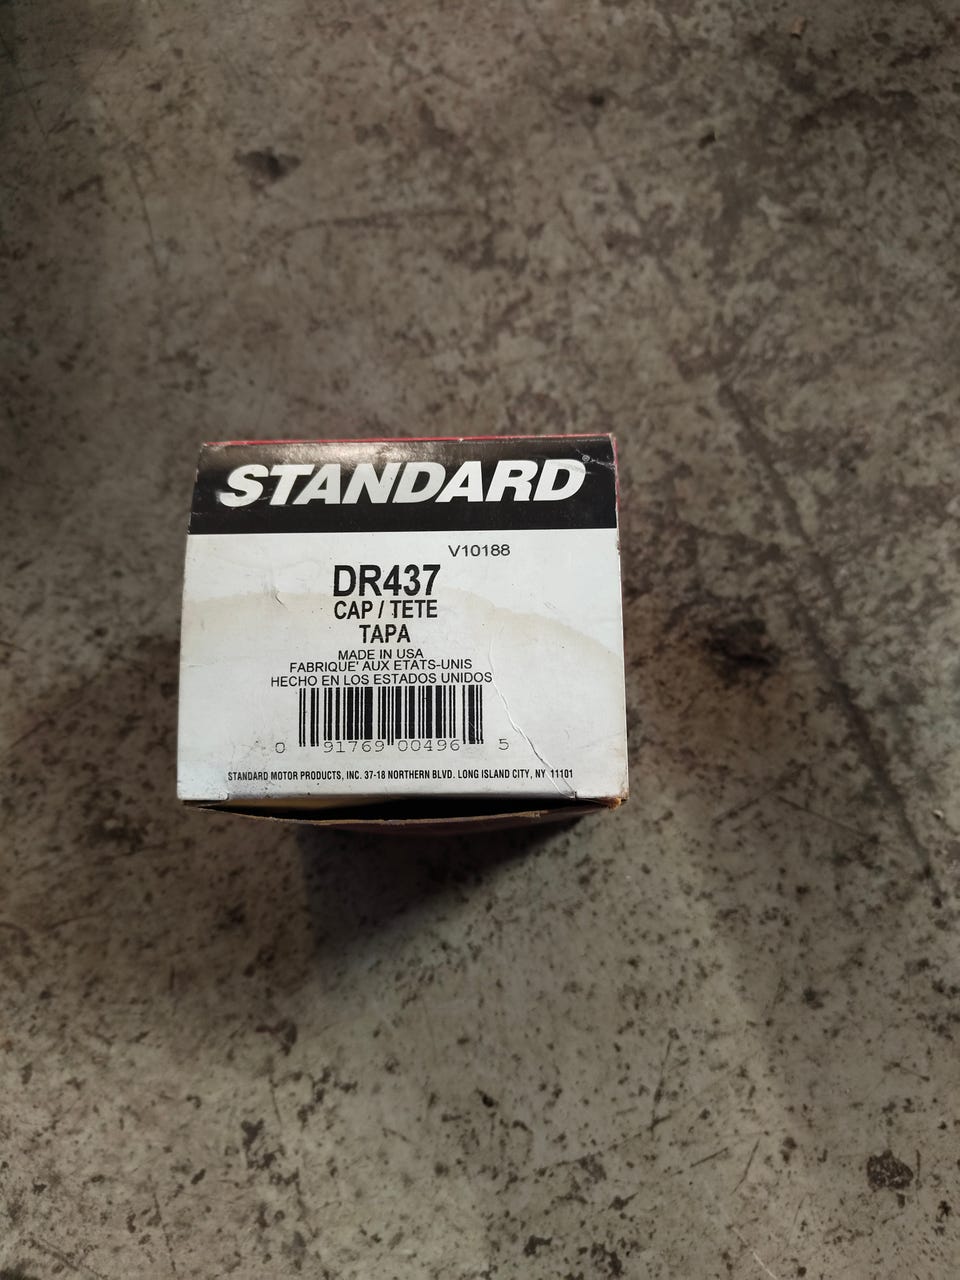 STANDARD®
V10188
DR437
CAP / TETE
TAPA
MADE IN USA
FABRIQUE' AUX ETATS-UNIS
HECHO EN LOS ESTADOS UNIDOS
0 91769 00496 5
STANDARD MOTOR PRODUCTS, INC. 37-18 NORTHERN BLVD. LONG ISLAND CITY, NY 11101